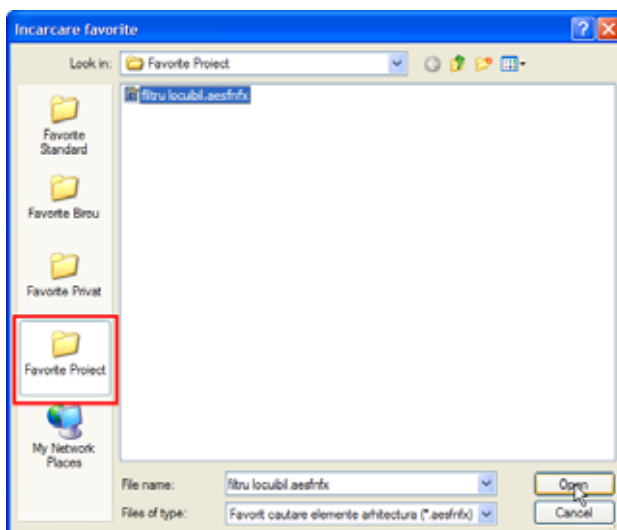 Incarcare favorite
Look in:
Favorite Proiect
filtru locuibil.aesfnfx
Favorite
Standard
Favorite Birou
Favorite Privat
Favorite Proiect
My Network
Places
File name:
filtru locuibil.aesfnfx
Open
Files of type:
Favorit cautare elemente arhitectura (*.aesfnfx)
Cancel